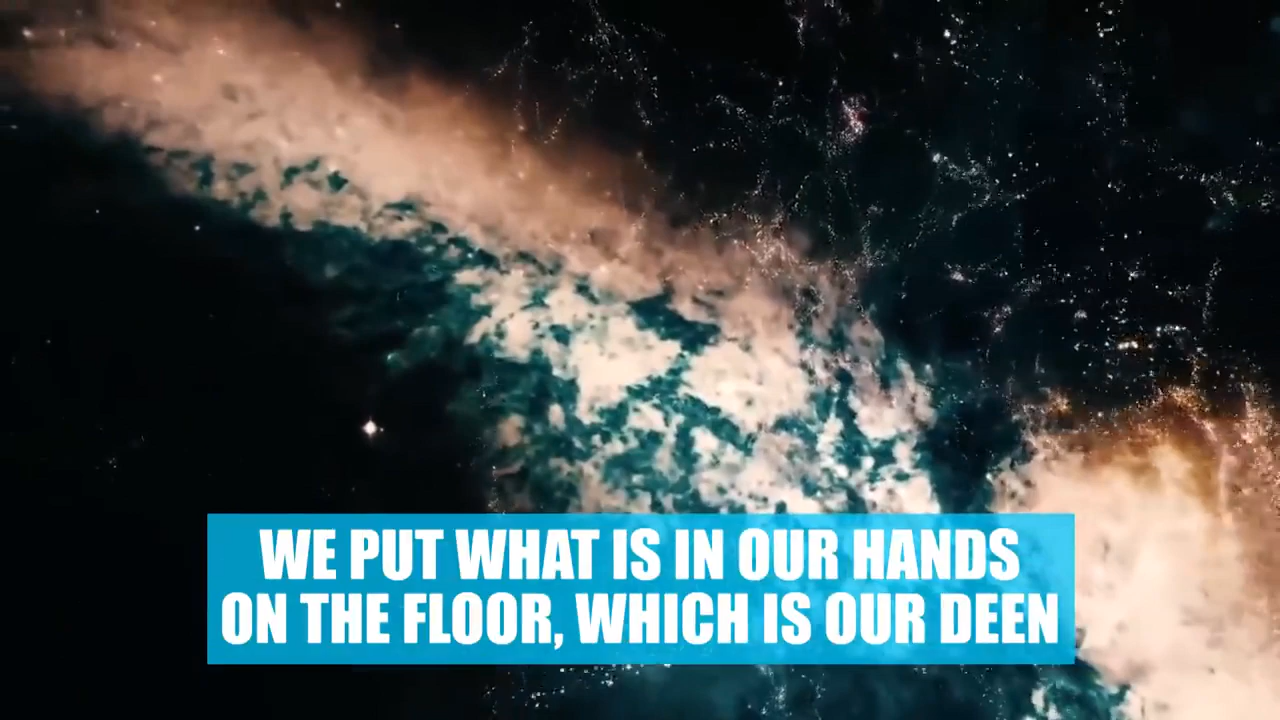 WE PUT WHAT IS IN OUR HANDS
ON THE FLOOR, WHICH IS OUR DEEN